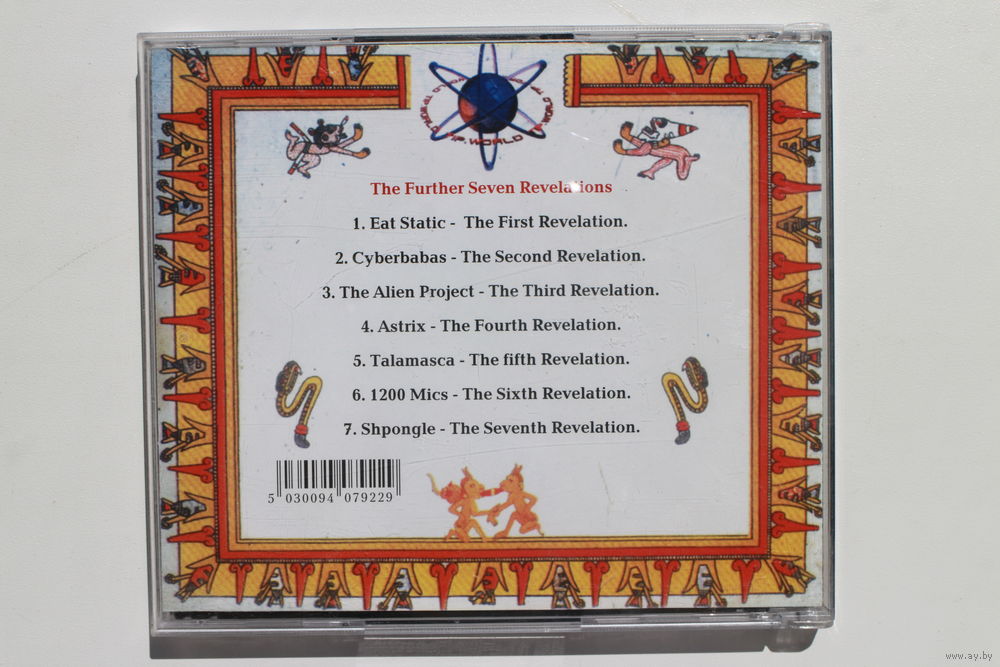 T.P. WORLD
The Further Seven Revelations
1. Eat Static - The First Revelation.
2. Cyberbabas - The Second Revelation.
3. The Alien Project - The Third Revelation.
4. Astrix - The Fourth Revelation.
5. Talamasca - The fifth Revelation.
6. 1200 Mics - The Sixth Revelation.
7. Shpongle - The Seventh Revelation.
5 030094 079229
www.ay.by